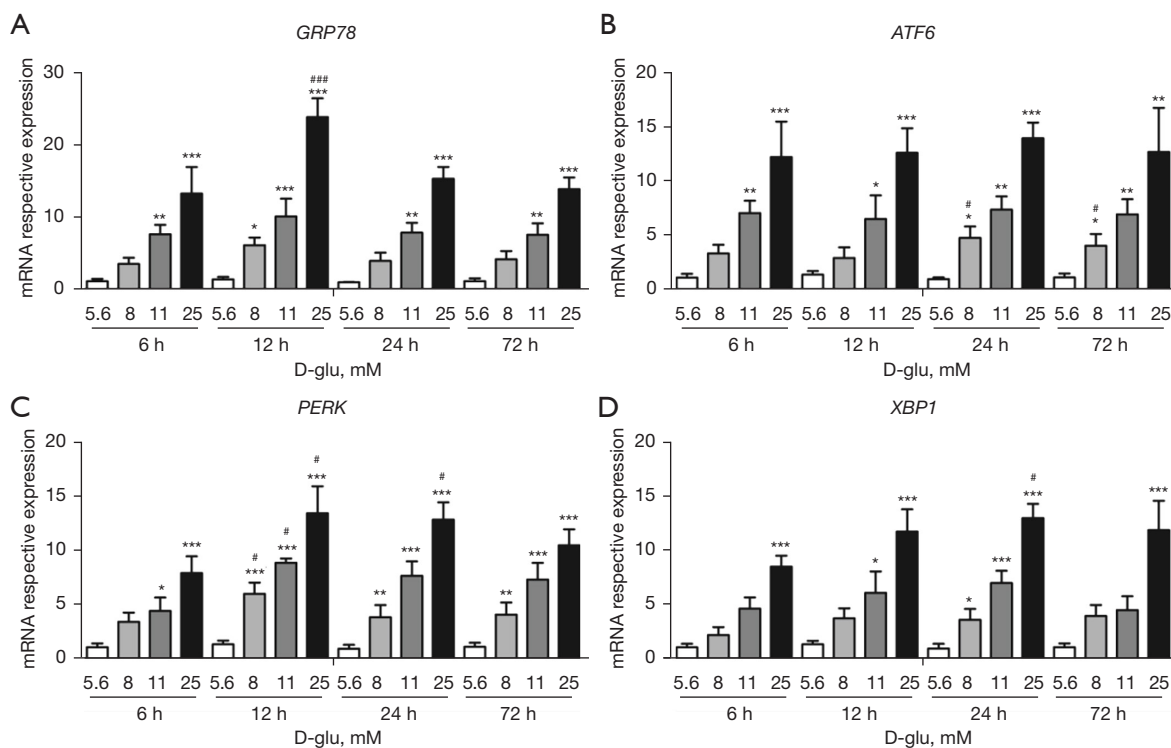 A
GRP78
mRNA respective expression
30
20
10
0
***
**
*
***
###
***
**
***
**
***
5.6 8 11 25 5.6 8 11 25 5.6 8 11 25 5.6 8 11 25
6 h 12 h 24 h 72 h
D-glu, mM
B
ATF6
mRNA respective expression
20
15
10
5
0
**
***
*
***
#
*
**
***
#
*
**
**
5.6 8 11 25 5.6 8 11 25 5.6 8 11 25 5.6 8 11 25
6 h 12 h 24 h 72 h
D-glu, mM
C
PERK
mRNA respective expression
20
15
10
5
0
*
***
#
***
#
***
#
***
**
***
#
***
**
***
***
5.6 8 11 25 5.6 8 11 25 5.6 8 11 25 5.6 8 11 25
6 h 12 h 24 h 72 h
D-glu, mM
D
XBP1
mRNA respective expression
20
15
10
5
0
***
*
***
*
***
#
***
***
5.6 8 11 25 5.6 8 11 25 5.6 8 11 25 5.6 8 11 25
6 h 12 h 24 h 72 h
D-glu, mM